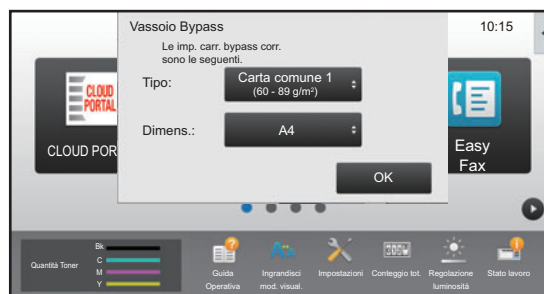 Vassoio Bypass
10:15
Le imp. carr. bypass corr.
sono le seguenti.
Tipo:
Carta comune 1
(60 - 89 g/m²)
Dimens.:
A4
OK
CLOUD
PORTAL
CLOUD POR
Easy
Fax
Quantità Toner
Bk
C
M
Y
Guida
Operativa
Ingrandisci
mod. visual.
Impostazioni
Conteggio tot.
Regolazione
luminosità
Stato lavoro